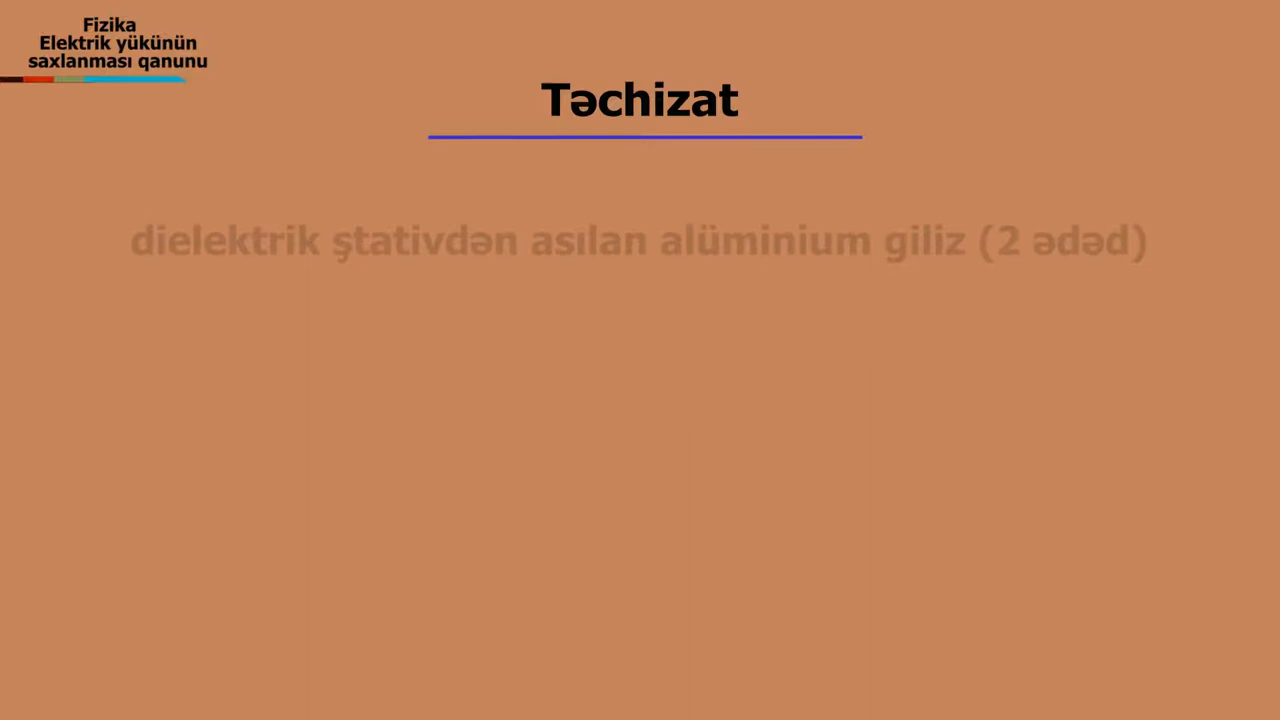 Fizika
Elektrik yükünün
saxlanması qanunu
Təchizat
dielektrik ştativdən asılan alüminium giliz (2 ədəd)